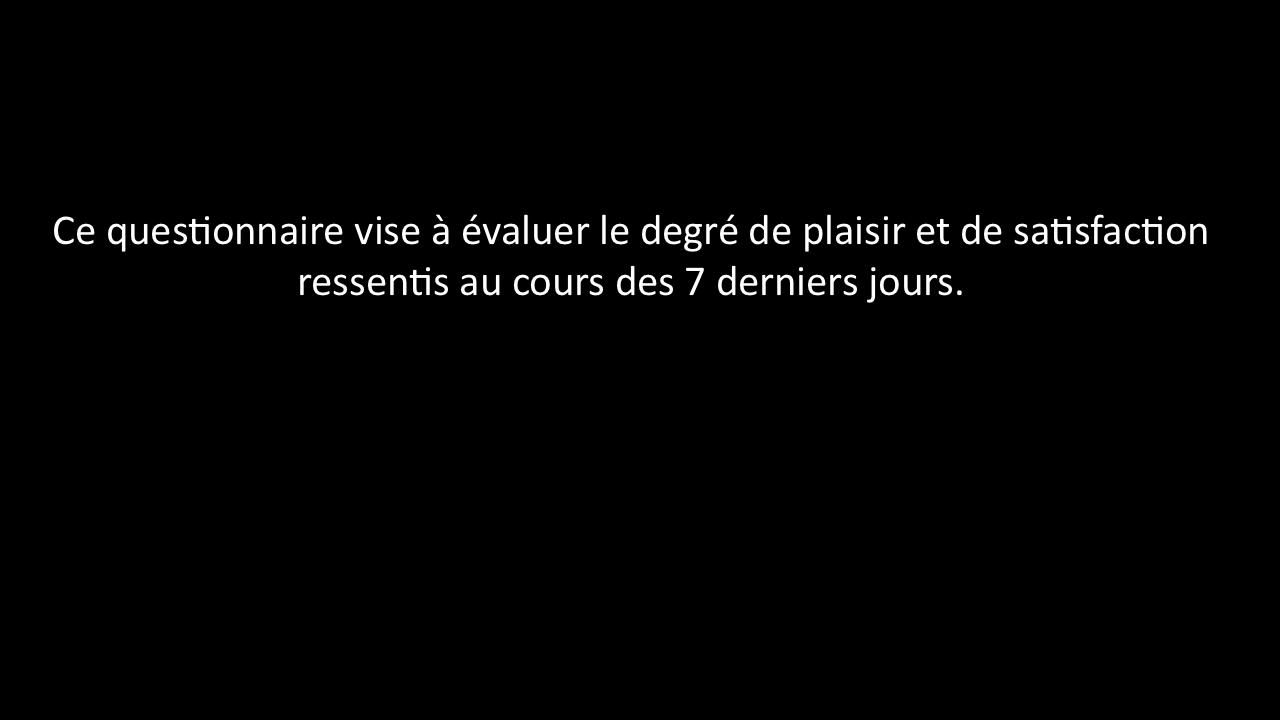 Ce questionnaire vise à évaluer le degré de plaisir et de satisfaction
ressentis au cours des 7 derniers jours.